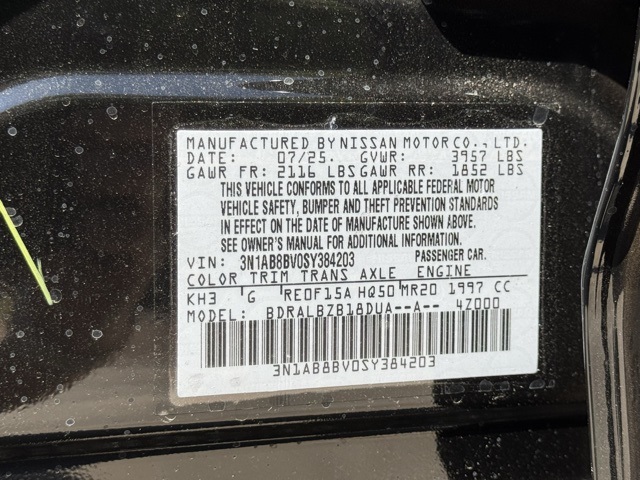 MANUFACTURED BY NISSAN MOTOR CO., LTD.
DATE: 07/25. GVWR: 3957 LBS
GAWR FR: 2116 LBS GAWR RR: 1852 LBS
THIS VEHICLE CONFORMS TO ALL APPLICABLE FEDERAL MOTOR
VEHICLE SAFETY, BUMPER AND THEFT PREVENTION STANDARDS
IN EFFECT ON THE DATE OF MANUFACTURE SHOWN ABOVE.
SEE OWNER'S MANUAL FOR ADDITIONAL INFORMATION.
VIN: 3N1AB8BV0SY384203 PASSENGER CAR.
COLOR TRIM TRANS AXLE ENGINE
KH3 G RE0F15A HQ50 MR20 1997 CC
MODEL: BDRALBZB18DUA--A-- 4Z000
3N1AB8BV0SY384203